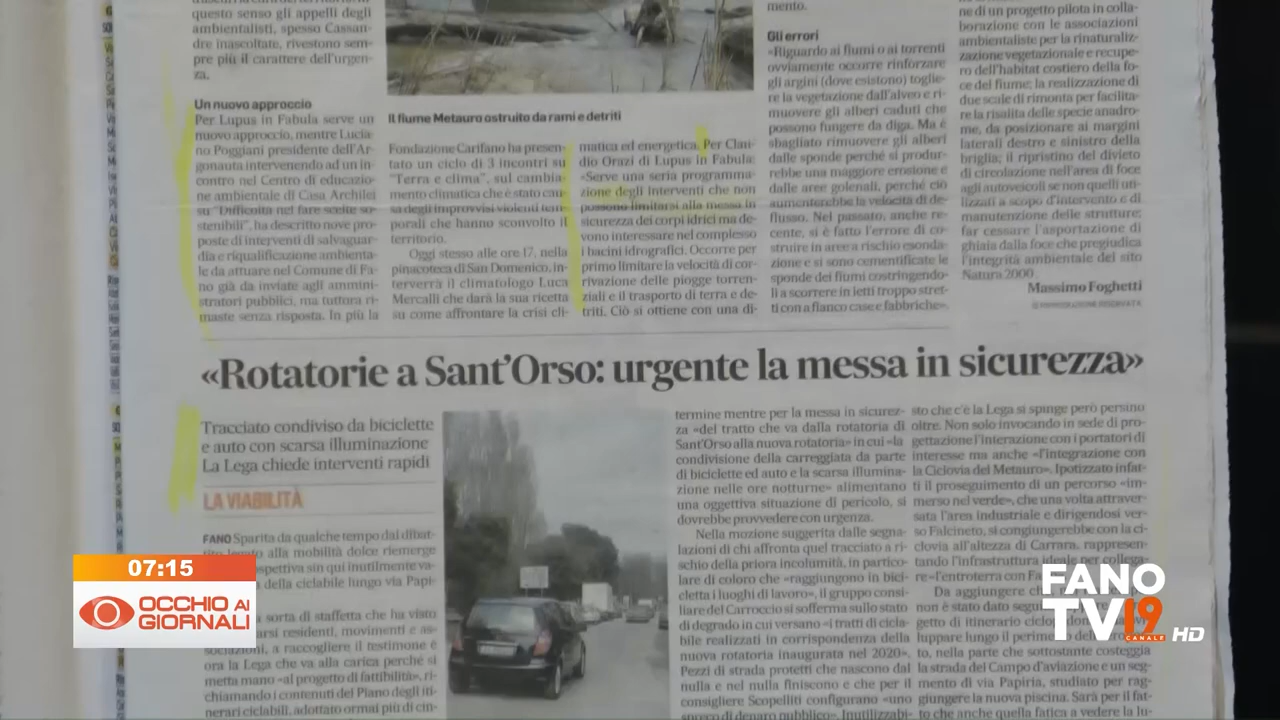 questo senso gli appelli degli
ambientalisti, spesso Cassan-
dre inascoltate, rivestono sem-
pre più il carattere dell'urgen-
za.
Un nuovo approccio
Per Lupus in Fabula serve un
nuovo approccio, mentre Lucia-
no Poggiani presidente dell'Ar-
gonauta intervenendo ad un in-
contro nel Centro di educazio-
ne ambientale di Casa Archilei
su "Difficoltà nel fare scelte so-
stenibili", ha descritto nove pro-
poste di interventi di salvaguar-
dia e riqualificazione ambienta-
le da attuare nel Comune di Fa-
no già da inviate agli ammini-
stratori pubblici, ma tuttora ri-
maste senza risposta. In più la
Il fiume Metauro ostruito da rami e detriti
Fondazione Carifano ha presen-
tato un ciclo di 3 incontri su
"Terra e clima", sul cambia-
mento climatica che è stato cau-
sa degli improvvisi violenti tem-
porali che hanno sconvolto il
territorio.
Oggi stesso alle ore 17, nella
pinacoteca di San Domenico, in-
terverrà il climatologo Luca
Mercalli che darà la sua ricetta
su come affrontare la crisi cli-
matica ed energetica. Per Clau-
dio Orazi di Lupus in Fabula:
«Serve una seria programma-
zione degli interventi che non
possono limitarsi alla messa in
sicurezza dei corpi idrici ma de-
vono interessare nel complesso
i bacini idrografici. Occorre per
primo limitare la velocità di cor-
rivazione delle piogge torren-
ziali e il trasporto di terra e de-
triti. Ciò si ottiene con una di-
mento.
Gli errori
«Riguardo ai fiumi o ai torrenti
ovviamente occorre rinforzare
gli argini (dove esistono) toglie-
re la vegetazione dall'alveo e ri-
muovere gli alberi caduti che
possono fungere da diga. Ma è
sbagliato rimuovere gli alberi
dalle sponde perché si produr-
rebbe una maggiore erosione e
dalle aree golenali, perché ciò
aumenterebbe la velocità di de-
flusso. Nel passato, anche re-
cente, si è fatto l'errore di co-
struire in aree a rischio esonda-
zione e si sono cementificate le
sponde dei fiumi costringendo-
li a scorrere in letti troppo stret-
ti con a fianco case e fabbriche».
ne di un progetto pilota in col-
laborazione con le associazioni
ambientaliste per la rinaturaliz-
zazione vegetazionale e recupe-
ro dell'habitat costiero della fo-
ce del fiume; la realizzazione di
due scale di rimonta per facilita-
re la risalita delle specie anadro-
me, da posizionare ai margini
laterali destro e sinistro della
briglia; il ripristino del divieto
di circolazione nell'area di foce
agli autoveicoli se non quelli uti-
lizzati a scopo d'intervento e di
manutenzione delle strutture;
far cessare l'asportazione di
ghiaia dalla foce che pregiudica
l'integrità ambientale del sito
Natura 2000.
Massimo Foghetti
© RIPRODUZIONE RISERVATA
«Rotatorie a Sant'Orso: urgente la messa in sicurezza»
Tracciato condiviso da biciclette
e auto con scarsa illuminazione
La Lega chiede interventi rapidi
LA VIABILITÀ
FANO Sparita da qualche tempo dal dibat-
tito legato alla mobilità dolce riemerge
ospettiva sin qui inutilmente va-
della ciclabile lungo via Papi-
sorta di staffetta che ha visto
arsi residenti, movimenti e as-
sociazioni, a raccogliere il testimone è
ora la Lega che va alla carica perché si
metta mano «al progetto di fattibilità», ri-
chiamando i contenuti del Piano degli iti-
nerari ciclabili, adottato ormai più di cin-
termine mentre per la messa in sicurez-
za «del tratto che va dalla rotatoria di
Sant'Orso alla nuova rotatoria» in cui «la
condivisione della carreggiata da parte
di biciclette ed auto e la scarsa illumina-
zione nelle ore notturne» alimentano
una oggettiva situazione di pericolo, si
dovrebbe provvedere con urgenza.
Nella mozione suggerita dalle segna-
lazioni di chi affronta quel tracciato a ri-
schio della priora incolumità, in partico-
lare di coloro che «raggiungono in bici-
cletta i luoghi di lavoro», il gruppo consi-
liare del Carroccio si sofferma sullo stato
di degrado in cui versano «i tratti di cicla-
bile realizzati in corrispondenza della
nuova rotatoria inaugurata nel 2020».
Pezzi di strada protetti che nascono dal
nulla e nel nulla finiscono e che per il
consigliere Scopelliti configurano «uno
spreco di denaro pubblico». Inutilizzabi-
sto che c'è la Lega si spinge però persino
oltre. Non solo invocando in sede di pro-
gettazione l'interazione con i portatori di
interesse ma anche «l'integrazione con
la Ciclovia del Metauro». Ipotizzato infat-
ti il proseguimento di un percorso «im-
merso nel verde», che una volta attraver-
sata l'area industriale e dirigendosi ver-
so Falcineto, si congiungerebbe con la ci-
clovia all'altezza di Carrara, rappresen-
tando l'infrastruttura ideale per collega-
re «l'entroterra con Fa
Da aggiungere ch
non è stato dato segui
getto di itinerario ciclo
luppare lungo il perime
to, nella parte che sottostante costeggia
la strada del Campo d'aviazione e un seg-
mento di via Papiria, studiato per rag-
giungere la nuova piscina. Sarà per il fat-
to che anche quella fatica a vedere la lu-
07:15
OCCHIO AI
GIORNALI
FANO
TV19
CANALE
HD